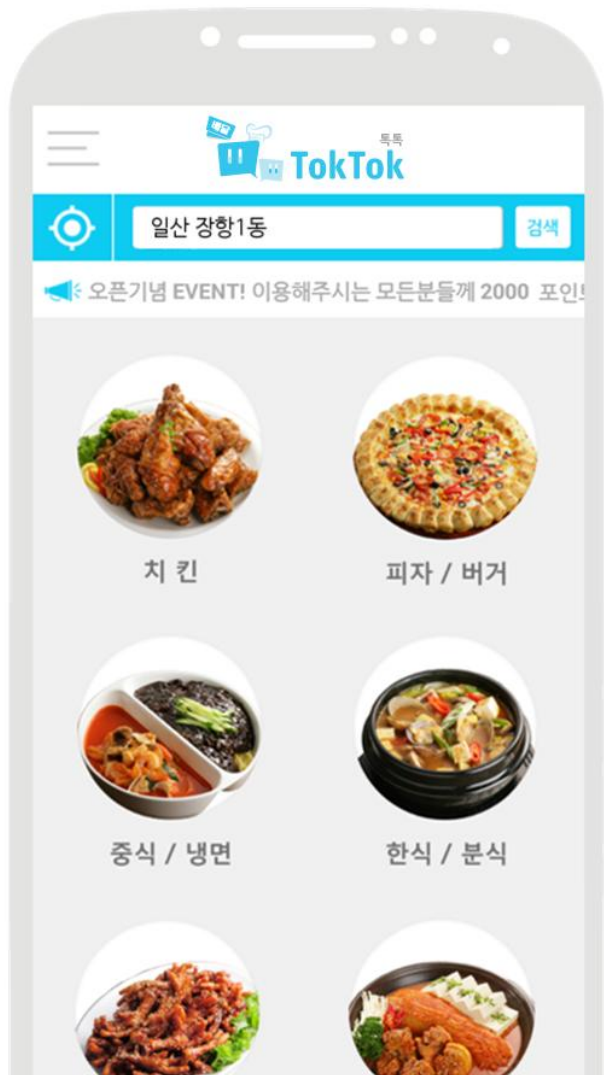 배달
톡톡
TokTok
일산 장항1동
검색
오픈기념 EVENT! 이용해주시는 모든분들께 2000 포인트
치 킨
피자 / 버거
중식 / 냉면
한식 / 분식